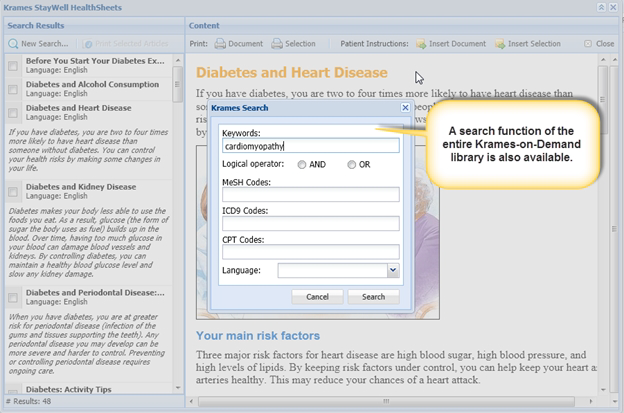 Krames StayWell HealthSheets
Search Results
New Search...
Print Selected Articles
Before You Start Your Diabetes Ex...
Language: English
Diabetes and Alcohol Consumption
Language: English
Diabetes and Heart Disease
Language: English
If you have diabetes, you are two to four times
more likely to have heart disease than
someone without diabetes. You can control
your health risks by making some changes in
your life.
Diabetes and Kidney Disease
Language: English
Diabetes makes your body less able to use the
foods you eat. As a result, glucose (the form of
sugar the body uses as fuel) builds up in the
blood. Over time, having too much glucose in
your blood can damage blood vessels and
kidneys. By controlling diabetes, you can
maintain a healthy blood glucose level and
slow any kidney damage.
Diabetes and Periodontal Disease:...
Language: English
When you have diabetes, you are at greater
risk for periodontal disease (infection of the
gums and tissues supporting the teeth). Any
periodontal disease you may develop can be
more severe and harder to control. Preventing
or controlling periodontal disease requires
ongoing care.
Diabetes: Activity Tips
# Results: 48
Content
Print: Document Selection Patient Instructions: Insert Document Insert Selection Close
Diabetes and Heart Disease
If you have diabetes, you are two to four times more likely to have heart disease than
Krames Search
Keywords:
cardiomyopathy
Logical operator: AND OR
MeSH Codes:
ICD9 Codes:
CPT Codes:
Language:
Cancel Search
A search function of the
entire Krames-on-Demand
library is also available.
Your main risk factors
Three major risk factors for heart disease are high blood sugar, high blood pressure, and
high levels of lipids. By keeping risk factors under control, you can help keep your heart a
arteries healthy. This may reduce your chances of a heart attack.